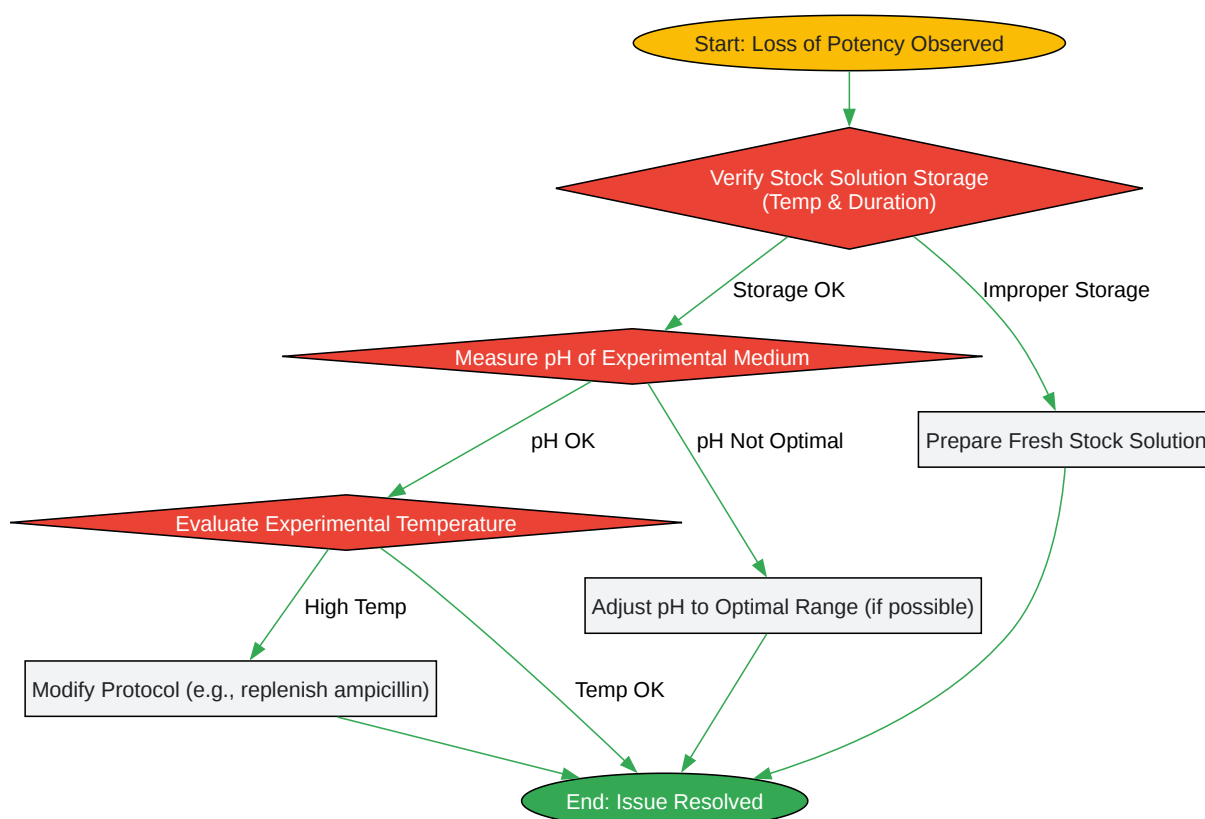 Start: Loss of Potency Observed
Verify Stock Solution Storage
(Temp & Duration)
Storage OK
Improper Storage
Measure pH of Experimental Medium
pH OK
pH Not Optimal
Prepare Fresh Stock Solution
Evaluate Experimental Temperature
High Temp
Adjust pH to Optimal Range (if possible)
Modify Protocol (e.g., replenish ampicillin)
Temp OK
End: Issue Resolved